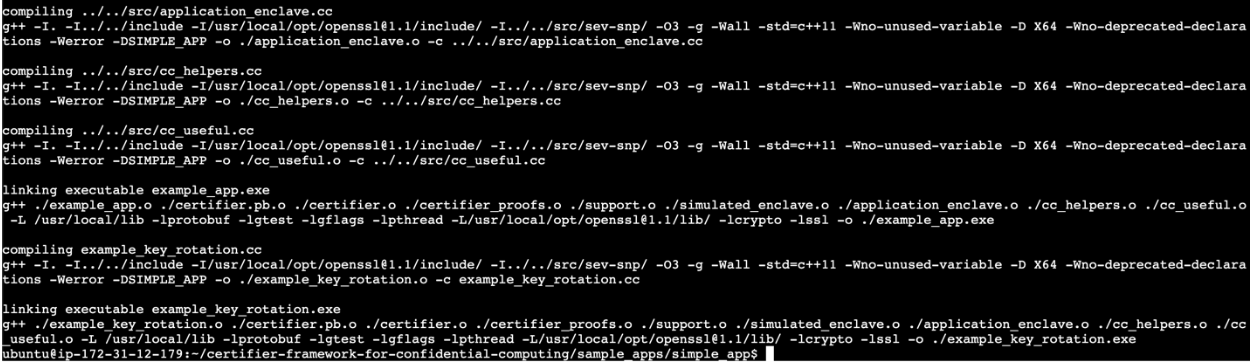 compiling ../../src/application_enclave.cc
g++ -I. -I../../include -I/usr/local/opt/openssl@1.1/include/ -I../../src/sev-snp/ -O3 -g -Wall -std=c++11 -Wno-unused-variable -D X64 -Wno-deprecated-declara
tions -Werror -DSIMPLE_APP -o ./application_enclave.o -c ../../src/application_enclave.cc
compiling ../../src/cc_helpers.cc
g++ -I. -I../../include -I/usr/local/opt/openssl@1.1/include/ -I../../src/sev-snp/ -O3 -g -Wall -std=c++11 -Wno-unused-variable -D X64 -Wno-deprecated-declara
tions -Werror -DSIMPLE_APP -o ./cc_helpers.o -c ../../src/cc_helpers.cc
compiling ../../src/cc_useful.cc
g++ -I. -I../../include -I/usr/local/opt/openssl@1.1/include/ -I../../src/sev-snp/ -O3 -g -Wall -std=c++11 -Wno-unused-variable -D X64 -Wno-deprecated-declara
tions -Werror -DSIMPLE_APP -o ./cc_useful.o -c ../../src/cc_useful.cc
linking executable example_app.exe
g++ ./example_app.o ./certifier.pb.o ./certifier.o ./certifier_proofs.o ./support.o ./simulated_enclave.o ./application_enclave.o ./cc_helpers.o ./cc_useful.o
 -L /usr/local/lib -lprotobuf -lgtest -lgflags -lpthread -L/usr/local/opt/openssl@1.1/lib/ -lcrypto -lssl -o ./example_app.exe
compiling example_key_rotation.cc
g++ -I. -I../../include -I/usr/local/opt/openssl@1.1/include/ -I../../src/sev-snp/ -O3 -g -Wall -std=c++11 -Wno-unused-variable -D X64 -Wno-deprecated-declara
tions -Werror -DSIMPLE_APP -o ./example_key_rotation.o -c example_key_rotation.cc
linking executable example_key_rotation.exe
g++ ./example_key_rotation.o ./certifier.pb.o ./certifier.o ./certifier_proofs.o ./support.o ./simulated_enclave.o ./application_enclave.o ./cc_helpers.o ./cc
_useful.o -L /usr/local/lib -lprotobuf -lgtest -lgflags -lpthread -L/usr/local/opt/openssl@1.1/lib/ -lcrypto -lssl -o ./example_key_rotation.exe
ubuntu@ip-172-31-12-179:~/certifier-framework-for-confidential-computing/sample_apps/simple_app$